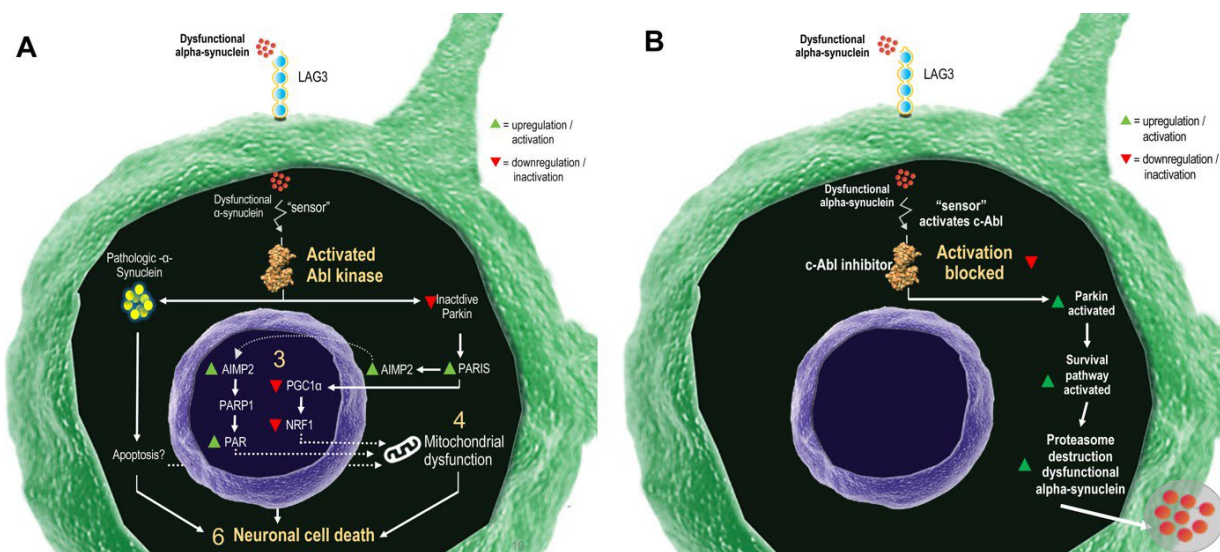 A
Dysfunctional
alpha-synuclein
LAG3
= upregulation /
activation
= downregulation /
inactivation
Dysfunctional
α-synuclein
“sensor”
Activated
Abl kinase
Pathologic -α-
Synuclein
Inactdive
Parkin
3
AIMP2
AIMP2
PARIS
PGC1α
PARP1
NRF1
PAR
4
Mitochondrial
dysfunction
Apoptosis?
6 Neuronal cell death
B
Dysfunctional
alpha-synuclein
LAG3
= upregulation /
activation
= downregulation /
inactivation
Dysfunctional
alpha-synuclein
“sensor”
activates c-Abl
c-Abl inhibitor
Activation
blocked
Parkin
activated
Survival
pathway
activated
Proteasome
destruction
dysfunctional
alpha-synuclein